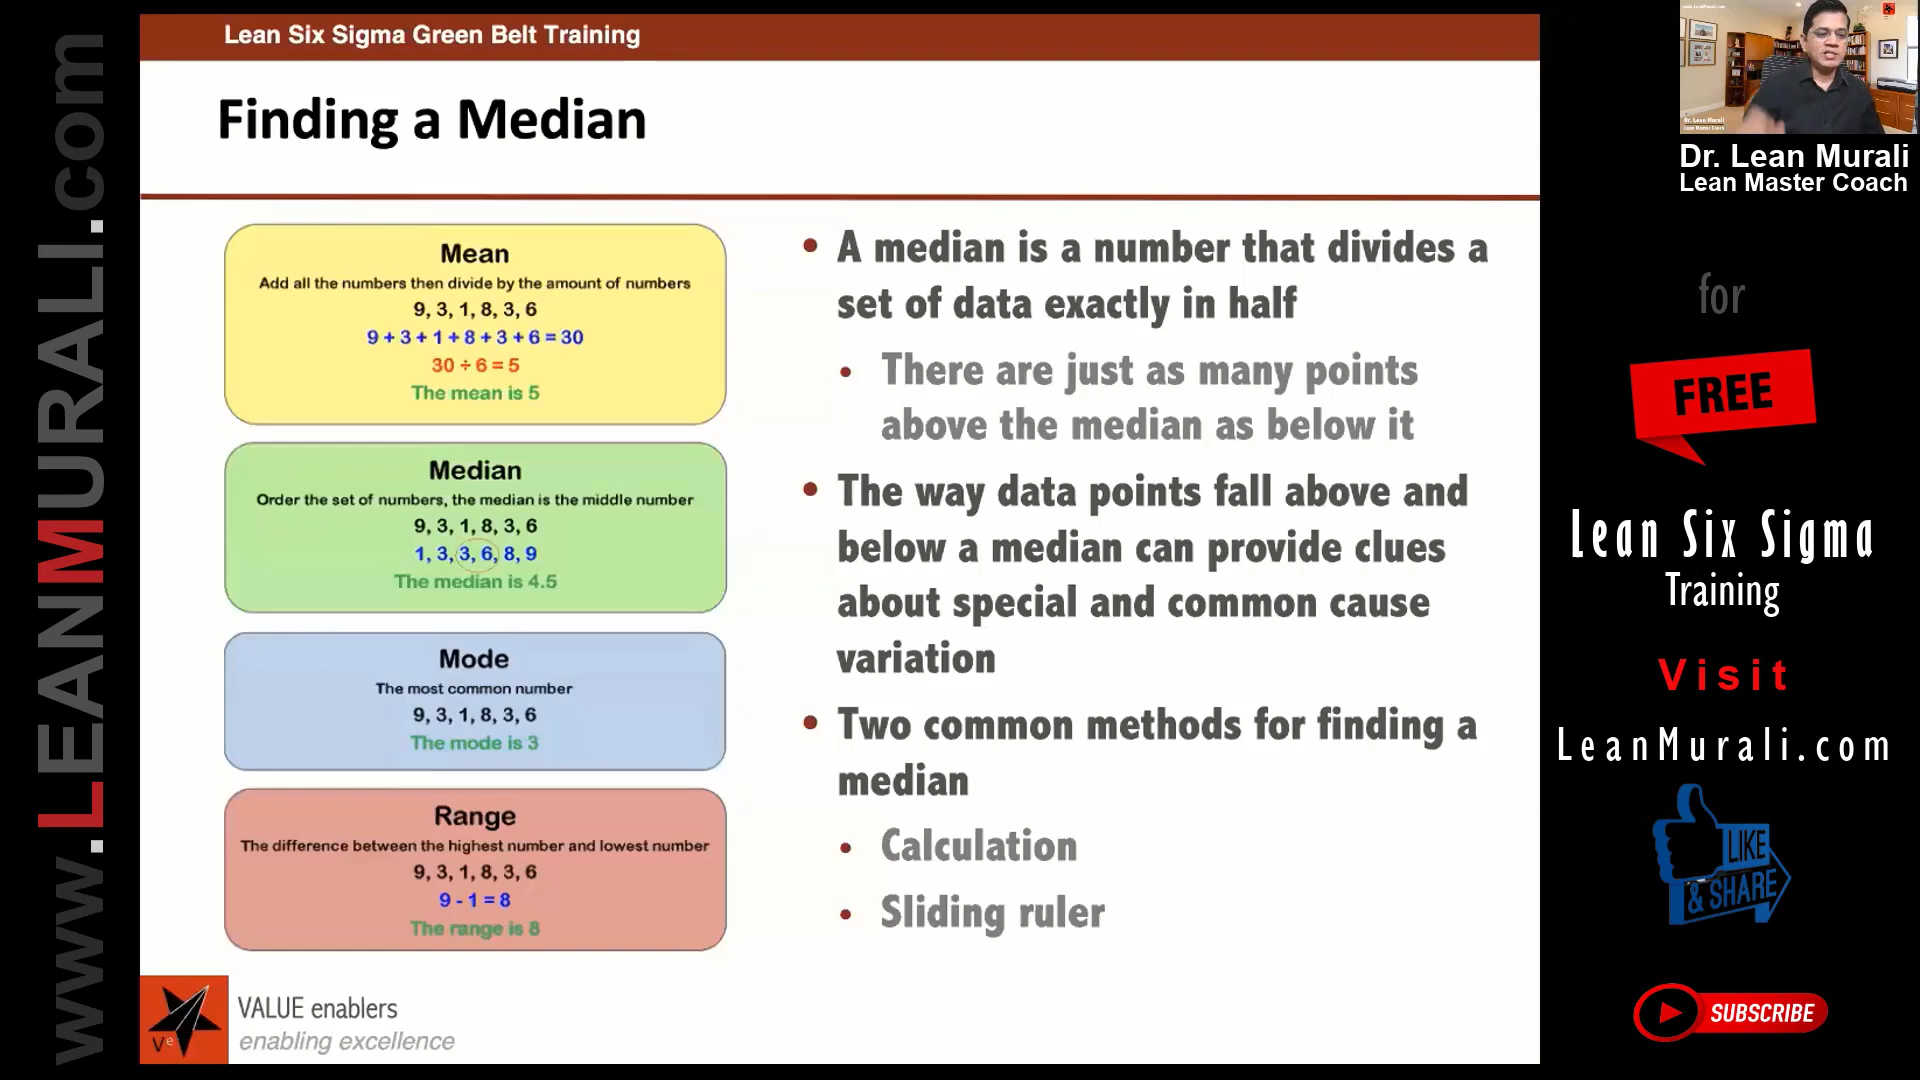 www.LEANMURALI.com
Lean Six Sigma Green Belt Training
Finding a Median
Mean
Add all the numbers then divide by the amount of numbers
9, 3, 1, 8, 3, 6
9 + 3 + 1 + 8 + 3 + 6 = 30
30 ÷ 6 = 5
The mean is 5
Median
Order the set of numbers, the median is the middle number
9, 3, 1, 8, 3, 6
1, 3, 3, 6, 8, 9
The median is 4.5
Mode
The most common number
9, 3, 1, 8, 3, 6
The mode is 3
Range
The difference between the highest number and lowest number
9, 3, 1, 8, 3, 6
9 - 1 = 8
The range is 8
• A median is a number that divides a
set of data exactly in half
• There are just as many points
above the median as below it
• The way data points fall above and
below a median can provide clues
about special and common cause
variation
• Two common methods for finding a
median
• Calculation
• Sliding ruler
Ve
VALUE enablers
enabling excellence
Dr. Lean Murali
Lean Master Coach
Dr. Lean Murali
Lean Master Coach
for
FREE
Lean Six Sigma
Training
Visit
LeanMurali.com
LIKE
& SHARE
SUBSCRIBE